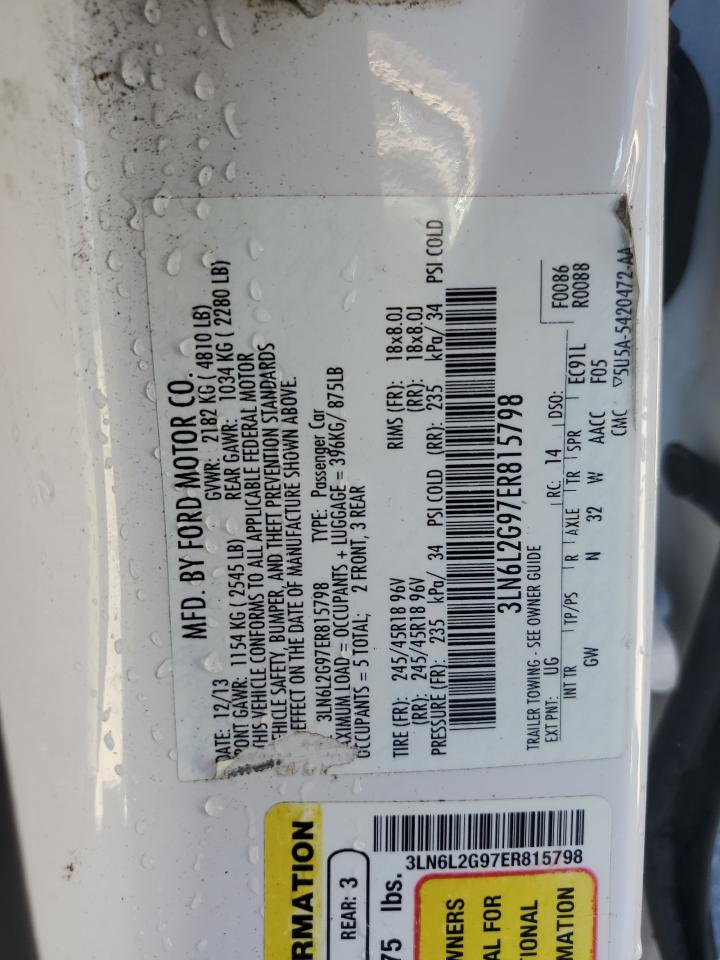 MFD. BY FORD MOTOR CO.
DATE: 12/13 GVWR: 2182 KG ( 4810 LB)
ONT GAWR: 1154 KG ( 2545 LB) REAR GAWR: 1034 KG ( 2280 LB)
THIS VEHICLE CONFORMS TO ALL APPLICABLE FEDERAL MOTOR
VEHICLE SAFETY, BUMPER, AND THEFT PREVENTION STANDARDS
EFFECT ON THE DATE OF MANUFACTURE SHOWN ABOVE.
3LN6L2G97ER815798 TYPE: Passenger Car
XIMUM LOAD = OCCUPANTS + LUGGAGE = 396KG/ 875LB
OCCUPANTS = 5 TOTAL; 2 FRONT, 3 REAR
TIRE (FR): 245/45R18 96V RIMS (FR): 18x8.0J
(RR): 245/45R18 96V (RR): 18x8.0J
PRESSURE (FR): 235 kPa/ 34 PSI COLD (RR): 235 kPa/ 34 PSI COLD
3LN6L2G97ER815798
TRAILER TOWING - SEE OWNER GUIDE
EXT PNT: UG RC: 14 DSO: F0086
R0088
INT TR TP/PS R AXLE TR SPR EC91L
GW N 32 W AACC F05
CMC ▽5U5A-5420472-AA
RMATION
REAR: 3
75 lbs.
3LN6L2G97ER815798
WNERS
AL FOR
TIONAL
MATION